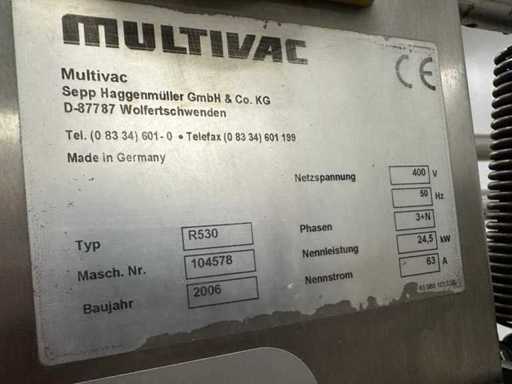 MULTIVAC
CE
Multivac
Sepp Haggenmüller GmbH & Co. KG
D-87787 Wolfertschwenden
Tel. (0 83 34) 601-0 • Telefax (0 83 34) 601 199
Made in Germany
Netzspannung 400 V
50 Hz
Typ R530 Phasen 3+N
Masch. Nr. 104578 Nennleistung 24,5 kW
Baujahr 2006 Nennstrom 63 A